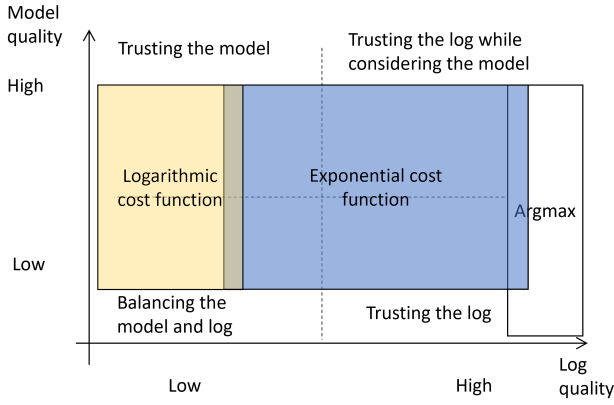 Model
quality
Trusting the model
Trusting the log while
considering the model
High
Logarithmic
cost function
Exponential cost
function
Argmax
Low
Balancing the
model and log
Trusting the log
Log
quality
Low
High